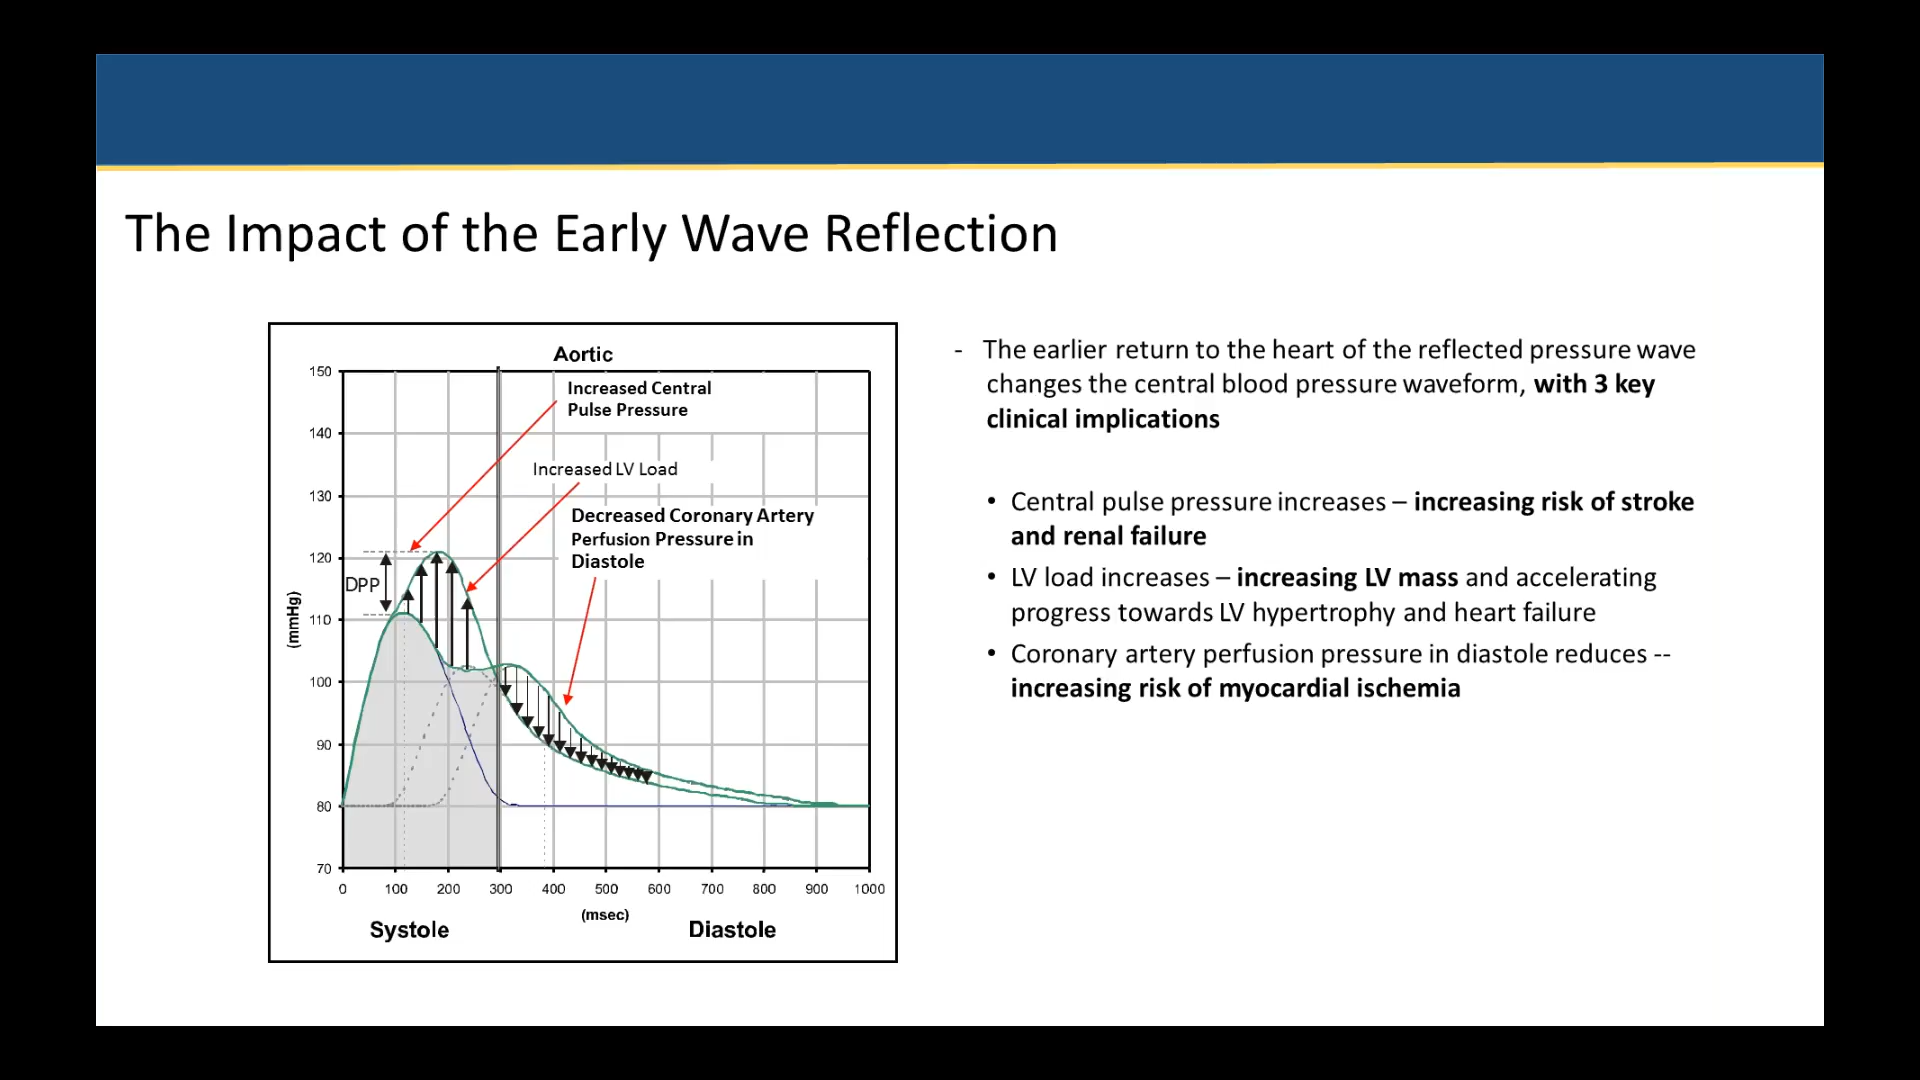 The Impact of the Early Wave Reflection
Aortic
150
140
130
120
110
100
90
80
70
(mmHg)
Increased Central
Pulse Pressure
Increased LV Load
Decreased Coronary Artery
Perfusion Pressure in
Diastole
DPP
0 100 200 300 400 500 600 700 800 900 1000
(msec)
Systole Diastole
- The earlier return to the heart of the reflected pressure wave
changes the central blood pressure waveform, with 3 key
clinical implications
• Central pulse pressure increases – increasing risk of stroke
and renal failure
• LV load increases – increasing LV mass and accelerating
progress towards LV hypertrophy and heart failure
• Coronary artery perfusion pressure in diastole reduces --
increasing risk of myocardial ischemia